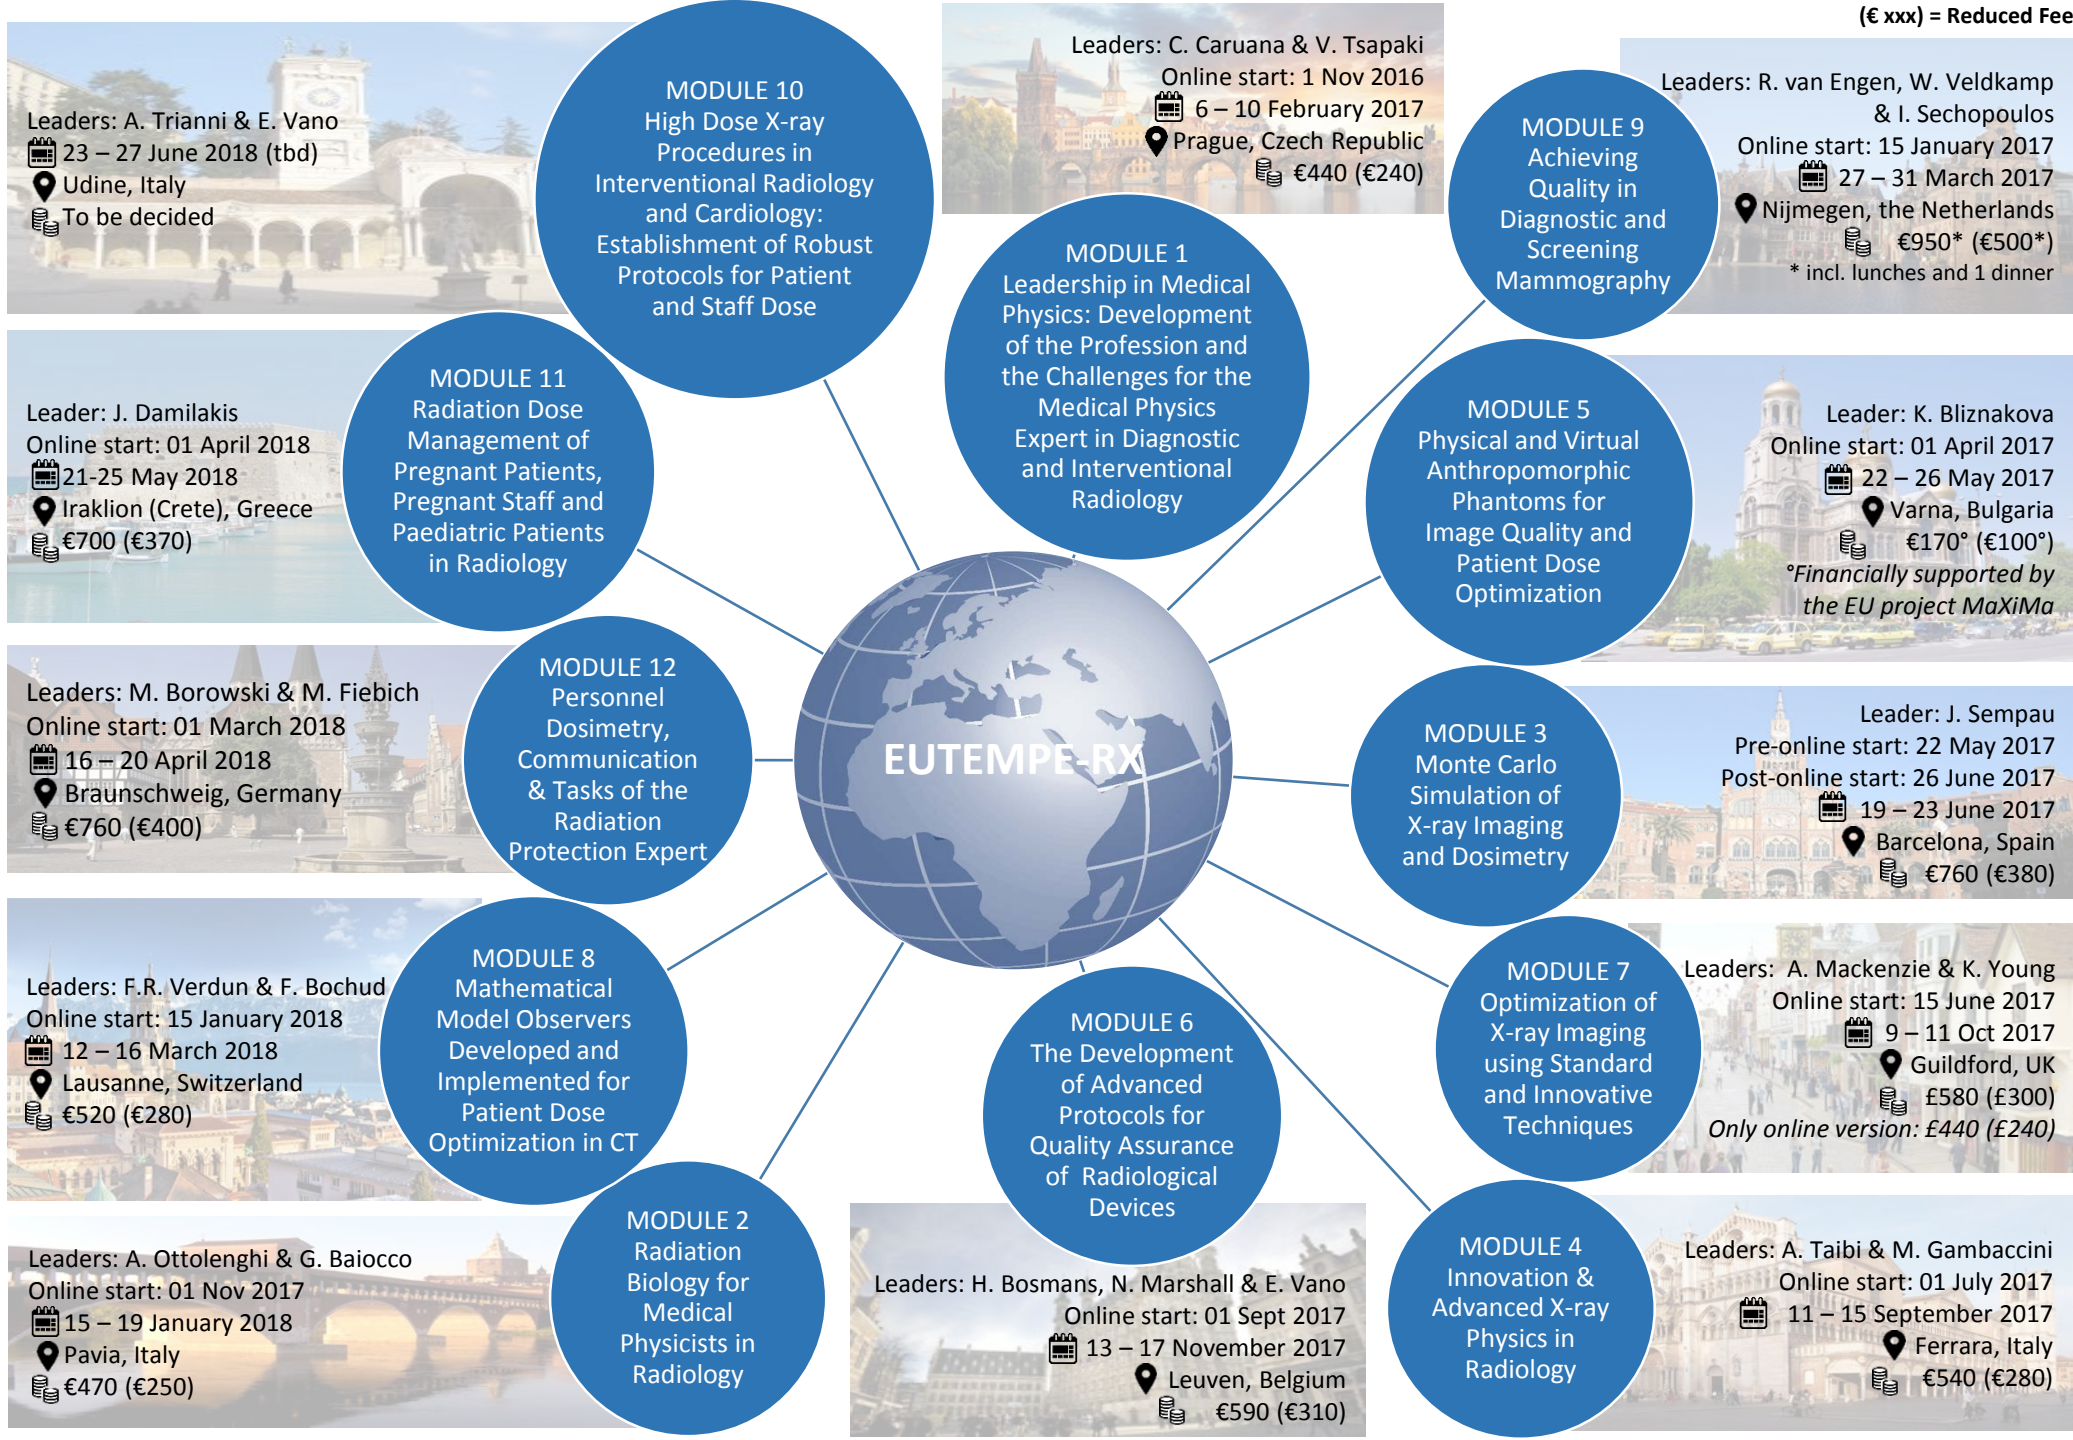 (€ xxx) = Reduced Fee
Leaders: A. Trianni & E. Vano
23 – 27 June 2018 (tbd)
Udine, Italy
To be decided
MODULE 10
High Dose X-ray
Procedures in
Interventional Radiology
and Cardiology:
Establishment of Robust
Protocols for Patient
and Staff Dose
Leaders: C. Caruana & V. Tsapaki
Online start: 1 Nov 2016
6 – 10 February 2017
Prague, Czech Republic
€440 (€240)
MODULE 1
Leadership in Medical
Physics: Development
of the Profession and
the Challenges for the
Medical Physics
Expert in Diagnostic
and Interventional
Radiology
MODULE 9
Achieving
Quality in
Diagnostic and
Screening
Mammography
Leaders: R. van Engen, W. Veldkamp
& I. Sechopoulos
Online start: 15 January 2017
27 – 31 March 2017
Nijmegen, the Netherlands
€950* (€500*)
* incl. lunches and 1 dinner
Leader: J. Damilakis
Online start: 01 April 2018
21-25 May 2018
Iraklion (Crete), Greece
€700 (€370)
MODULE 11
Radiation Dose
Management of
Pregnant Patients,
Pregnant Staff and
Paediatric Patients
in Radiology
MODULE 5
Physical and Virtual
Anthropomorphic
Phantoms for
Image Quality and
Patient Dose
Optimization
Leader: K. Bliznakova
Online start: 01 April 2017
22 – 26 May 2017
Varna, Bulgaria
€170° (€100°)
°Financially supported by
the EU project MaXiMa
Leaders: M. Borowski & M. Fiebich
Online start: 01 March 2018
16 – 20 April 2018
Braunschweig, Germany
€760 (€400)
MODULE 12
Personnel
Dosimetry,
Communication
& Tasks of the
Radiation
Protection Expert
EUTEMPE-RX
MODULE 3
Monte Carlo
Simulation of
X-ray Imaging
and Dosimetry
Leader: J. Sempau
Pre-online start: 22 May 2017
Post-online start: 26 June 2017
19 – 23 June 2017
Barcelona, Spain
€760 (€380)
Leaders: F.R. Verdun & F. Bochud
Online start: 15 January 2018
12 – 16 March 2018
Lausanne, Switzerland
€520 (€280)
MODULE 8
Mathematical
Model Observers
Developed and
Implemented for
Patient Dose
Optimization in CT
MODULE 7
Optimization of
X-ray Imaging
using Standard
and Innovative
Techniques
Leaders: A. Mackenzie & K. Young
Online start: 15 June 2017
9 – 11 Oct 2017
Guildford, UK
£580 (£300)
Only online version: £440 (£240)
Leaders: A. Ottolenghi & G. Baiocco
Online start: 01 Nov 2017
15 – 19 January 2018
Pavia, Italy
€470 (€250)
MODULE 2
Radiation
Biology for
Medical
Physicists in
Radiology
MODULE 6
The Development
of Advanced
Protocols for
Quality Assurance
of Radiological
Devices
Leaders: H. Bosmans, N. Marshall & E. Vano
Online start: 01 Sept 2017
13 – 17 November 2017
Leuven, Belgium
€590 (€310)
MODULE 4
Innovation &
Advanced X-ray
Physics in
Radiology
Leaders: A. Taibi & M. Gambaccini
Online start: 01 July 2017
11 – 15 September 2017
Ferrara, Italy
€540 (€280)